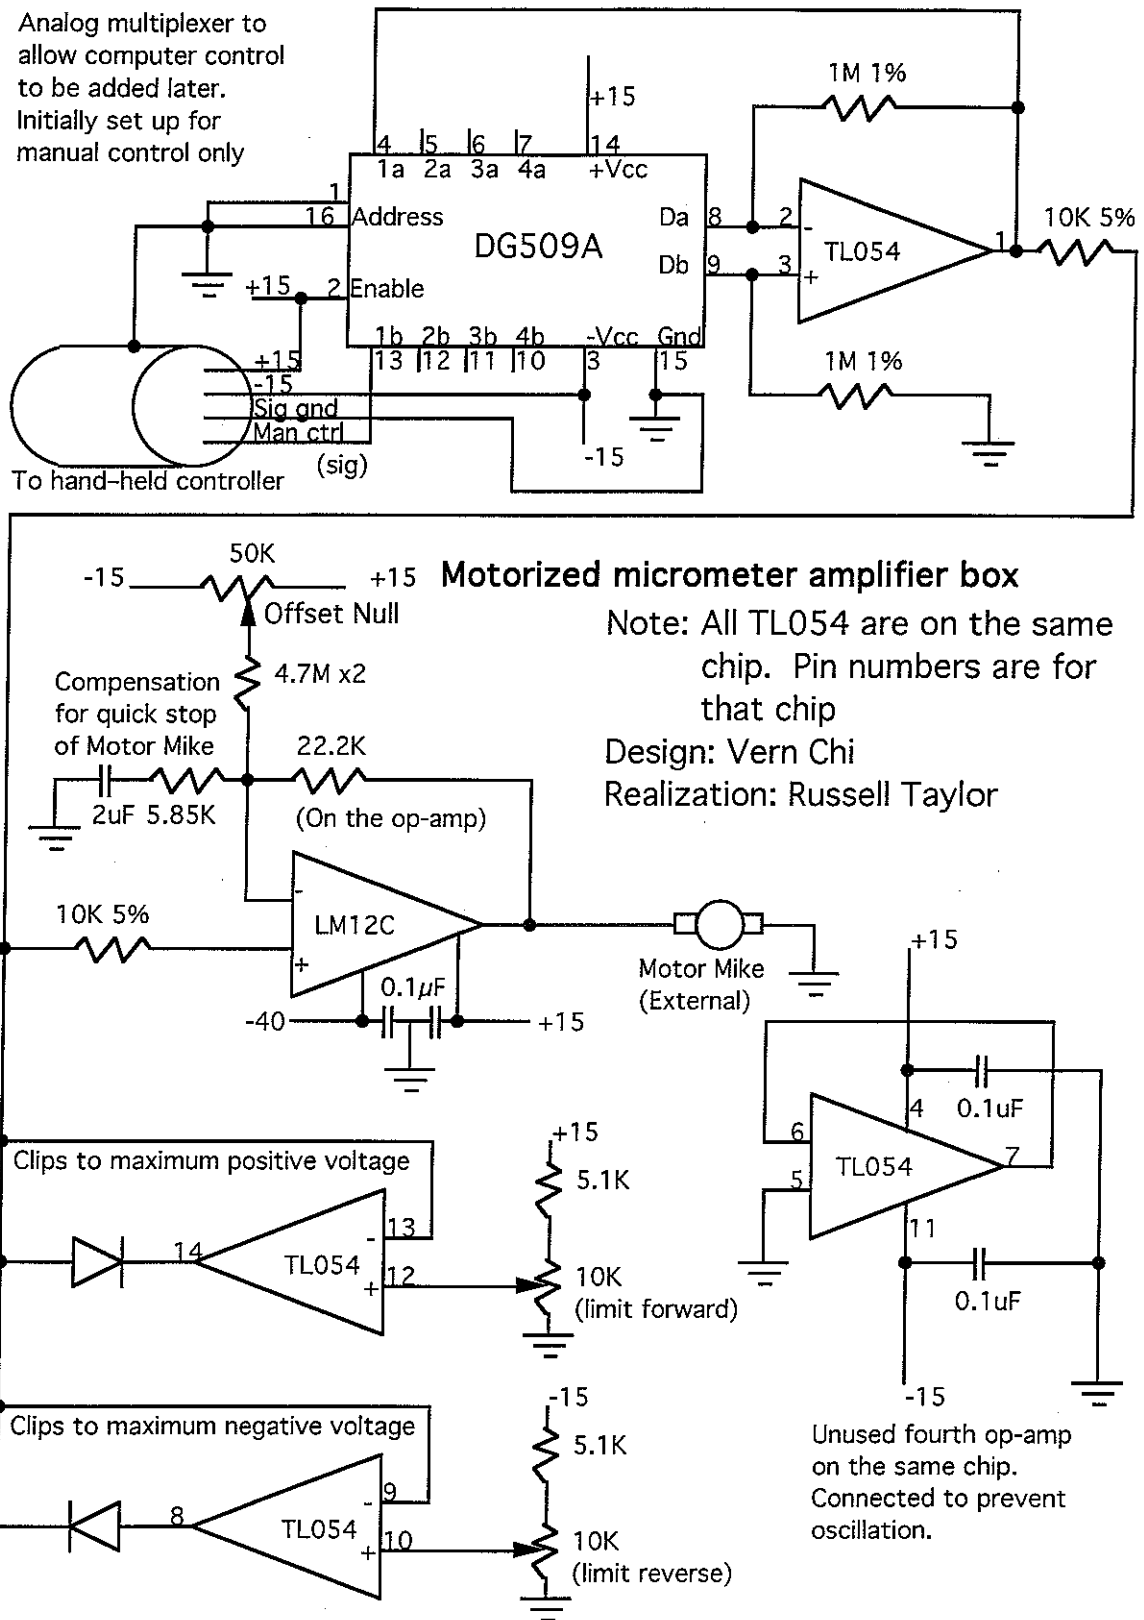 Analog multiplexer to
allow computer control
to be added later.
Initially set up for
manual control only
+15
1M 1%
4 5 6 7 14
1a 2a 3a 4a +Vcc
1
16 Address
DG509A
Da 8
Db 9
2 -
3 +
TL054
1
10K 5%
+15 2 Enable
1b 2b 3b 4b -Vcc Gnd
13 12 11 10 3 15
+15
-15
Sig gnd
Man ctrl
(sig)
To hand-held controller
-15
1M 1%
50K
-15 +15
Offset Null
Motorized micrometer amplifier box
Note: All TL054 are on the same
chip. Pin numbers are for
that chip
Design: Vern Chi
Realization: Russell Taylor
4.7M x2
Compensation
for quick stop
of Motor Mike
22.2K
2uF 5.85K
(On the op-amp)
10K 5%
-
LM12C
+
Motor Mike
(External)
0.1µF
-40 +15
+15
4
0.1uF
6
5
TL054
7
11
0.1uF
-15
Unused fourth op-amp
on the same chip.
Connected to prevent
oscillation.
Clips to maximum positive voltage
+15
5.1K
14
TL054
- 13
+ 12
10K
(limit forward)
Clips to maximum negative voltage
-15
5.1K
8
TL054
- 9
+ 10
10K
(limit reverse)